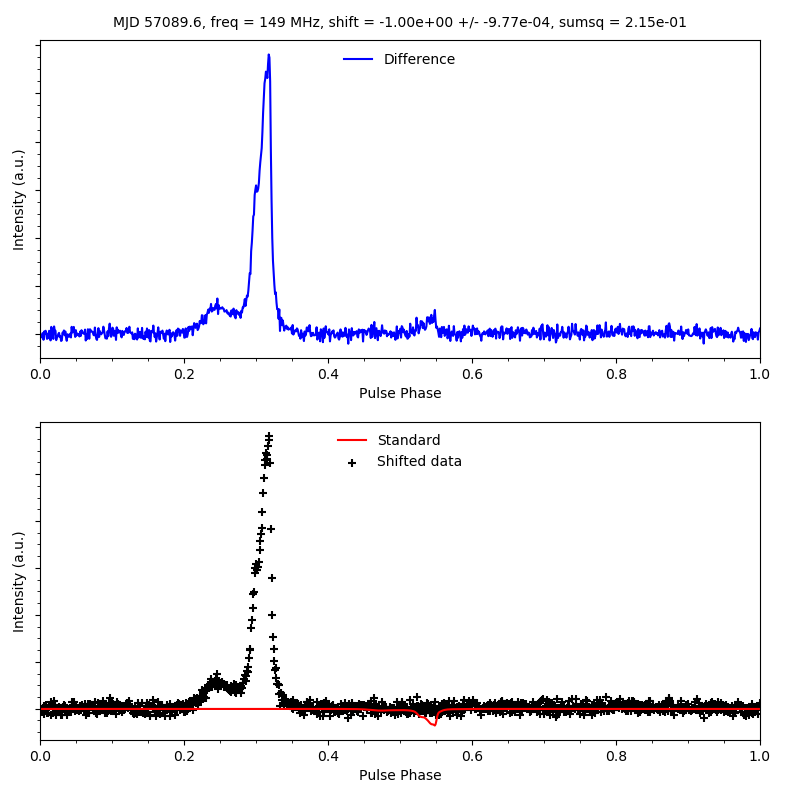 MJD 57089.6, freq = 149 MHz, shift = -1.00e+00 +/- -9.77e-04, sumsq = 2.15e-01
Difference
Intensity (a.u.)
0.0 0.2 0.4 0.6 0.8 1.0
Pulse Phase
Standard
Shifted data
Intensity (a.u.)
0.0 0.2 0.4 0.6 0.8 1.0
Pulse Phase